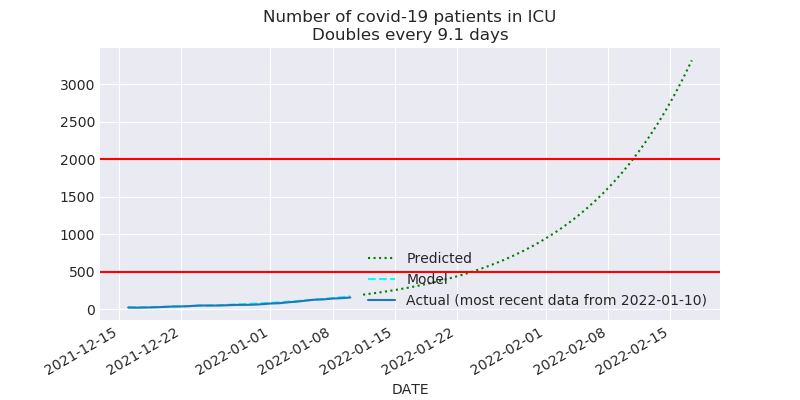 Number of covid-19 patients in ICU
Doubles every 9.1 days
3000
2500
2000
1500
1000
500
0
Predicted
Model
Actual (most recent data from 2022-01-10)
2021-12-15
2021-12-22
2022-01-01
2022-01-08
2022-01-15
2022-01-22
2022-02-01
2022-02-08
2022-02-15
DATE